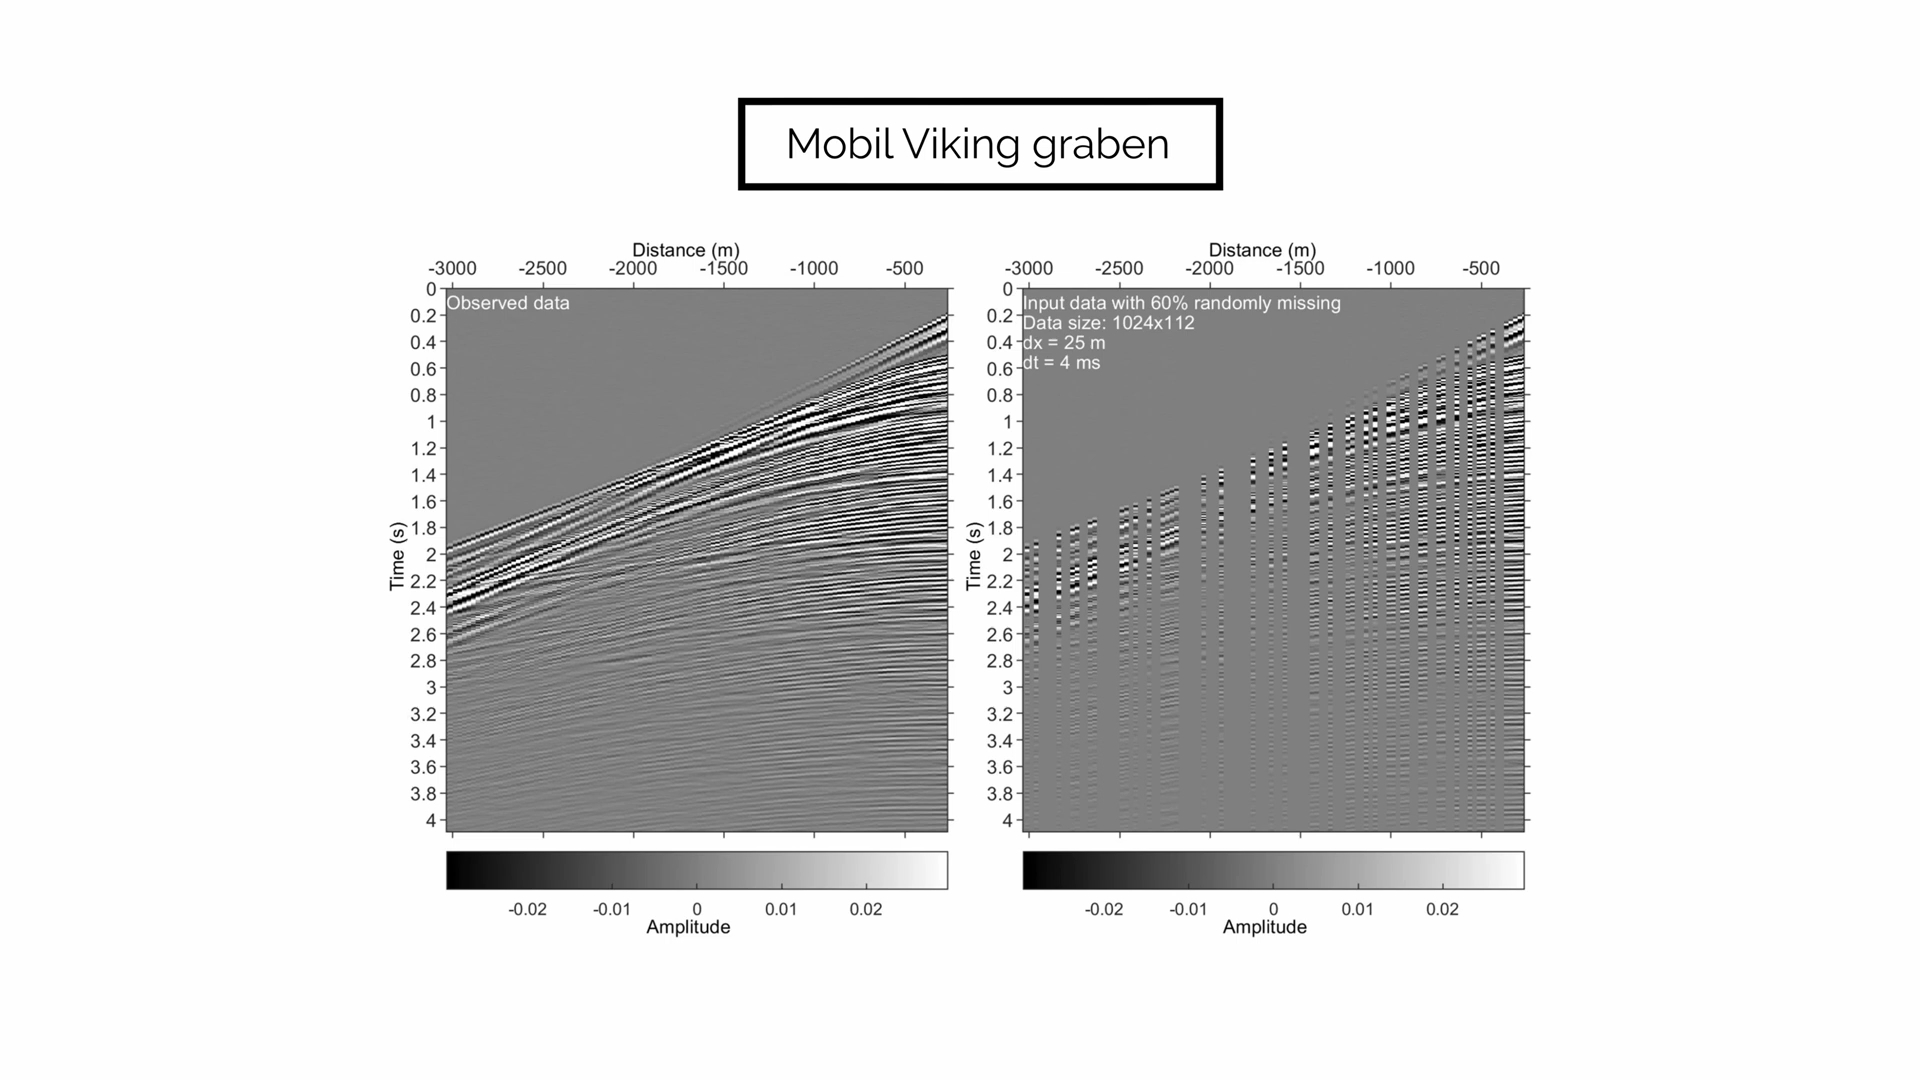 Mobil Viking graben
Distance (m)
-3000 -2500 -2000 -1500 -1000 -500
Observed data
0
0.2
0.4
0.6
0.8
1
1.2
1.4
1.6
1.8
2
2.2
2.4
2.6
2.8
3
3.2
3.4
3.6
3.8
4
Time (s)
-0.02 -0.01 0 0.01 0.02
Amplitude
Distance (m)
-3000 -2500 -2000 -1500 -1000 -500
Input data with 60% randomly missing
Data size: 1024x112
dx = 25 m
dt = 4 ms
0
0.2
0.4
0.6
0.8
1
1.2
1.4
1.6
1.8
2
2.2
2.4
2.6
2.8
3
3.2
3.4
3.6
3.8
4
Time (s)
-0.02 -0.01 0 0.01 0.02
Amplitude